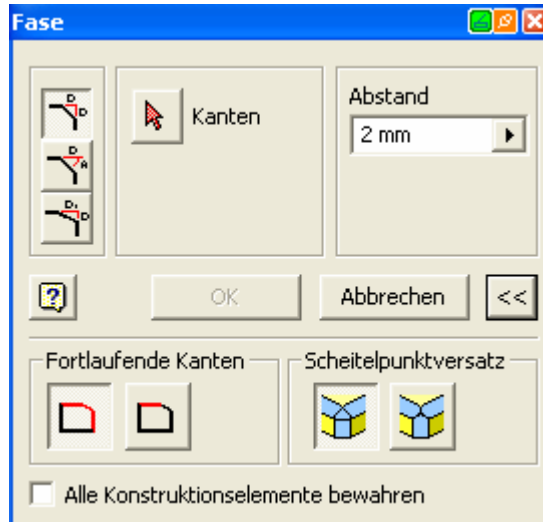 Fase
Kanten
Abstand
2 mm
OK
Abbrechen
<<
Fortlaufende Kanten
Scheitelpunktversatz
Alle Konstruktionselemente bewahren